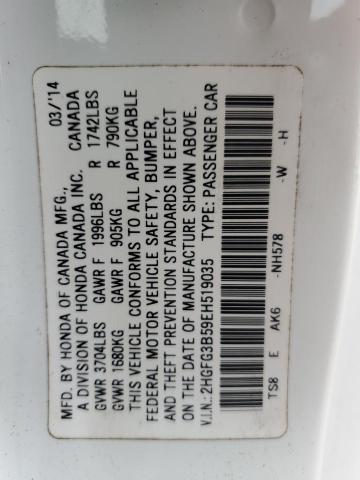 MFD. BY HONDA OF CANADA MFG., 03/'14
A DIVISION OF HONDA CANADA INC. CANADA
GVWR 3704LBS GAWR F 1996LBS R 1742LBS
GVWR 1680KG GAWR F 905KG R 790KG
THIS VEHICLE CONFORMS TO ALL APPLICABLE
FEDERAL MOTOR VEHICLE SAFETY, BUMPER,
AND THEFT PREVENTION STANDARDS IN EFFECT
ON THE DATE OF MANUFACTURE SHOWN ABOVE.
V.I.N.: 2HGFG3B59EH519035 TYPE: PASSENGER CAR
TS8 E AK6 -NH578 -W -H